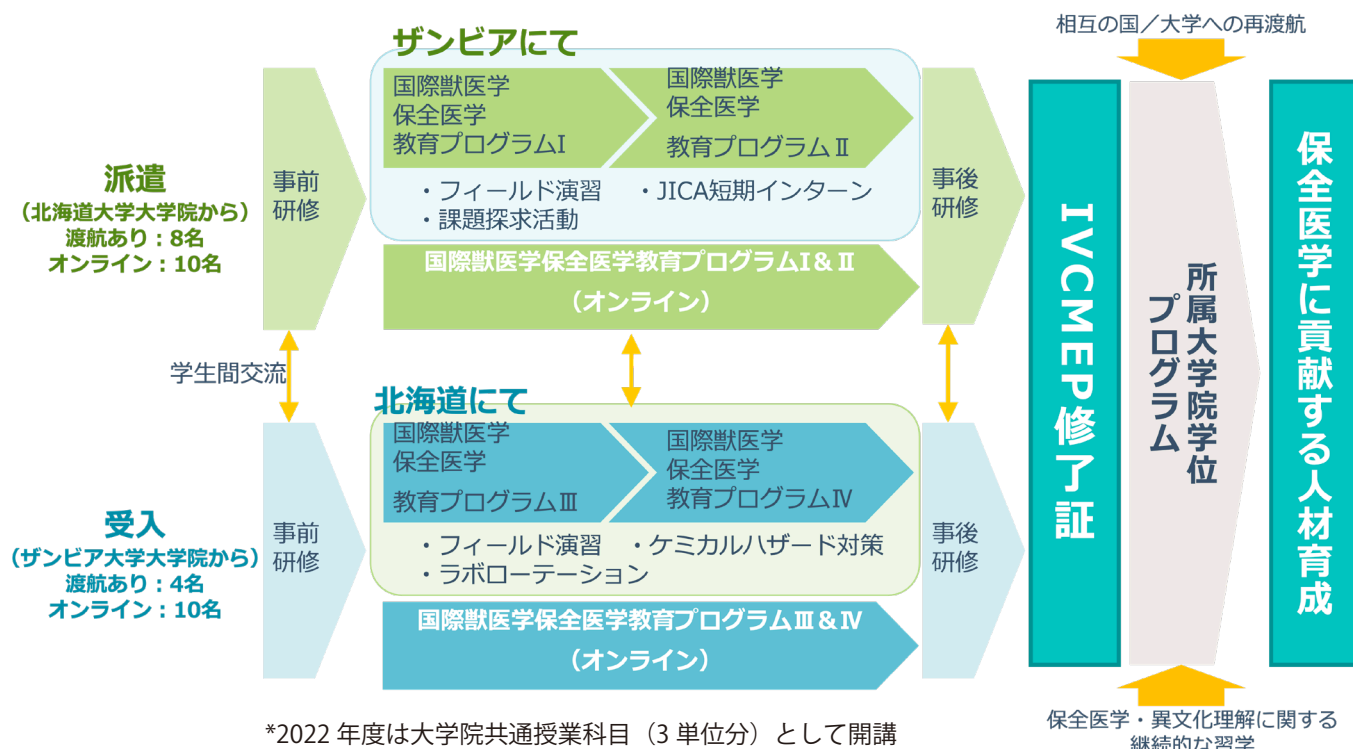 相互の国／大学への再渡航
ザンビアにて
国際獣医学
保全医学
教育プログラムⅠ
国際獣医学
保全医学
教育プログラムⅡ
・フィールド演習
・JICA短期インターン
・課題探求活動
派遣
（北海道大学大学院から）
渡航あり：8名
オンライン：10名
事前
研修
事後
研修
国際獣医学保全医学教育プログラムⅠ＆Ⅱ
（オンライン）
学生間交流
北海道にて
国際獣医学
保全医学
教育プログラムⅢ
国際獣医学
保全医学
教育プログラムⅣ
・フィールド演習
・ケミカルハザード対策
・ラボローテーション
受入
（ザンビア大学大学院から）
渡航あり：4名
オンライン：10名
事前
研修
事後
研修
国際獣医学保全医学教育プログラムⅢ＆Ⅳ
（オンライン）
IVCMEP修了証
所属大学院学位
プログラム
保全医学に貢献する人材育成
保全医学・異文化理解に関する
継続的な習学
*2022 年度は大学院共通授業科目（3 単位分）として開講